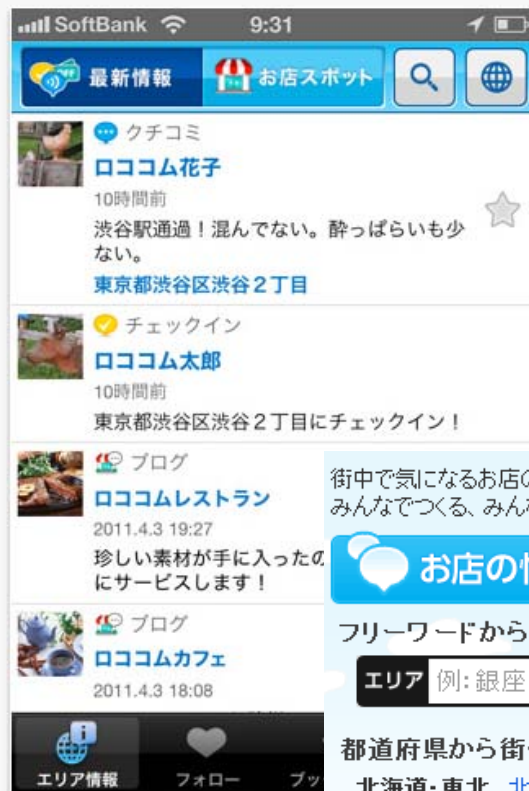 SoftBank 9:31
最新情報 お店スポット
クチコミ
ロココム花子
10時間前
渋谷駅通過！混んでない。酔っぱらいも少
ない。
東京都渋谷区渋谷２丁目
チェックイン
ロココム太郎
10時間前
東京都渋谷区渋谷２丁目にチェックイン！
ブログ
ロココムレストラン
2011.4.3 19:27
珍しい素材が手に入ったの
にサービスします！
ブログ
ロココムカフェ
2011.4.3 18:08
エリア情報 フォロー ブッ
街中で気になるお店の
みんなでつくる、みんな
お店の情
フリーワードから
エリア 例: 銀座
都道府県から街
北海道・東北 北